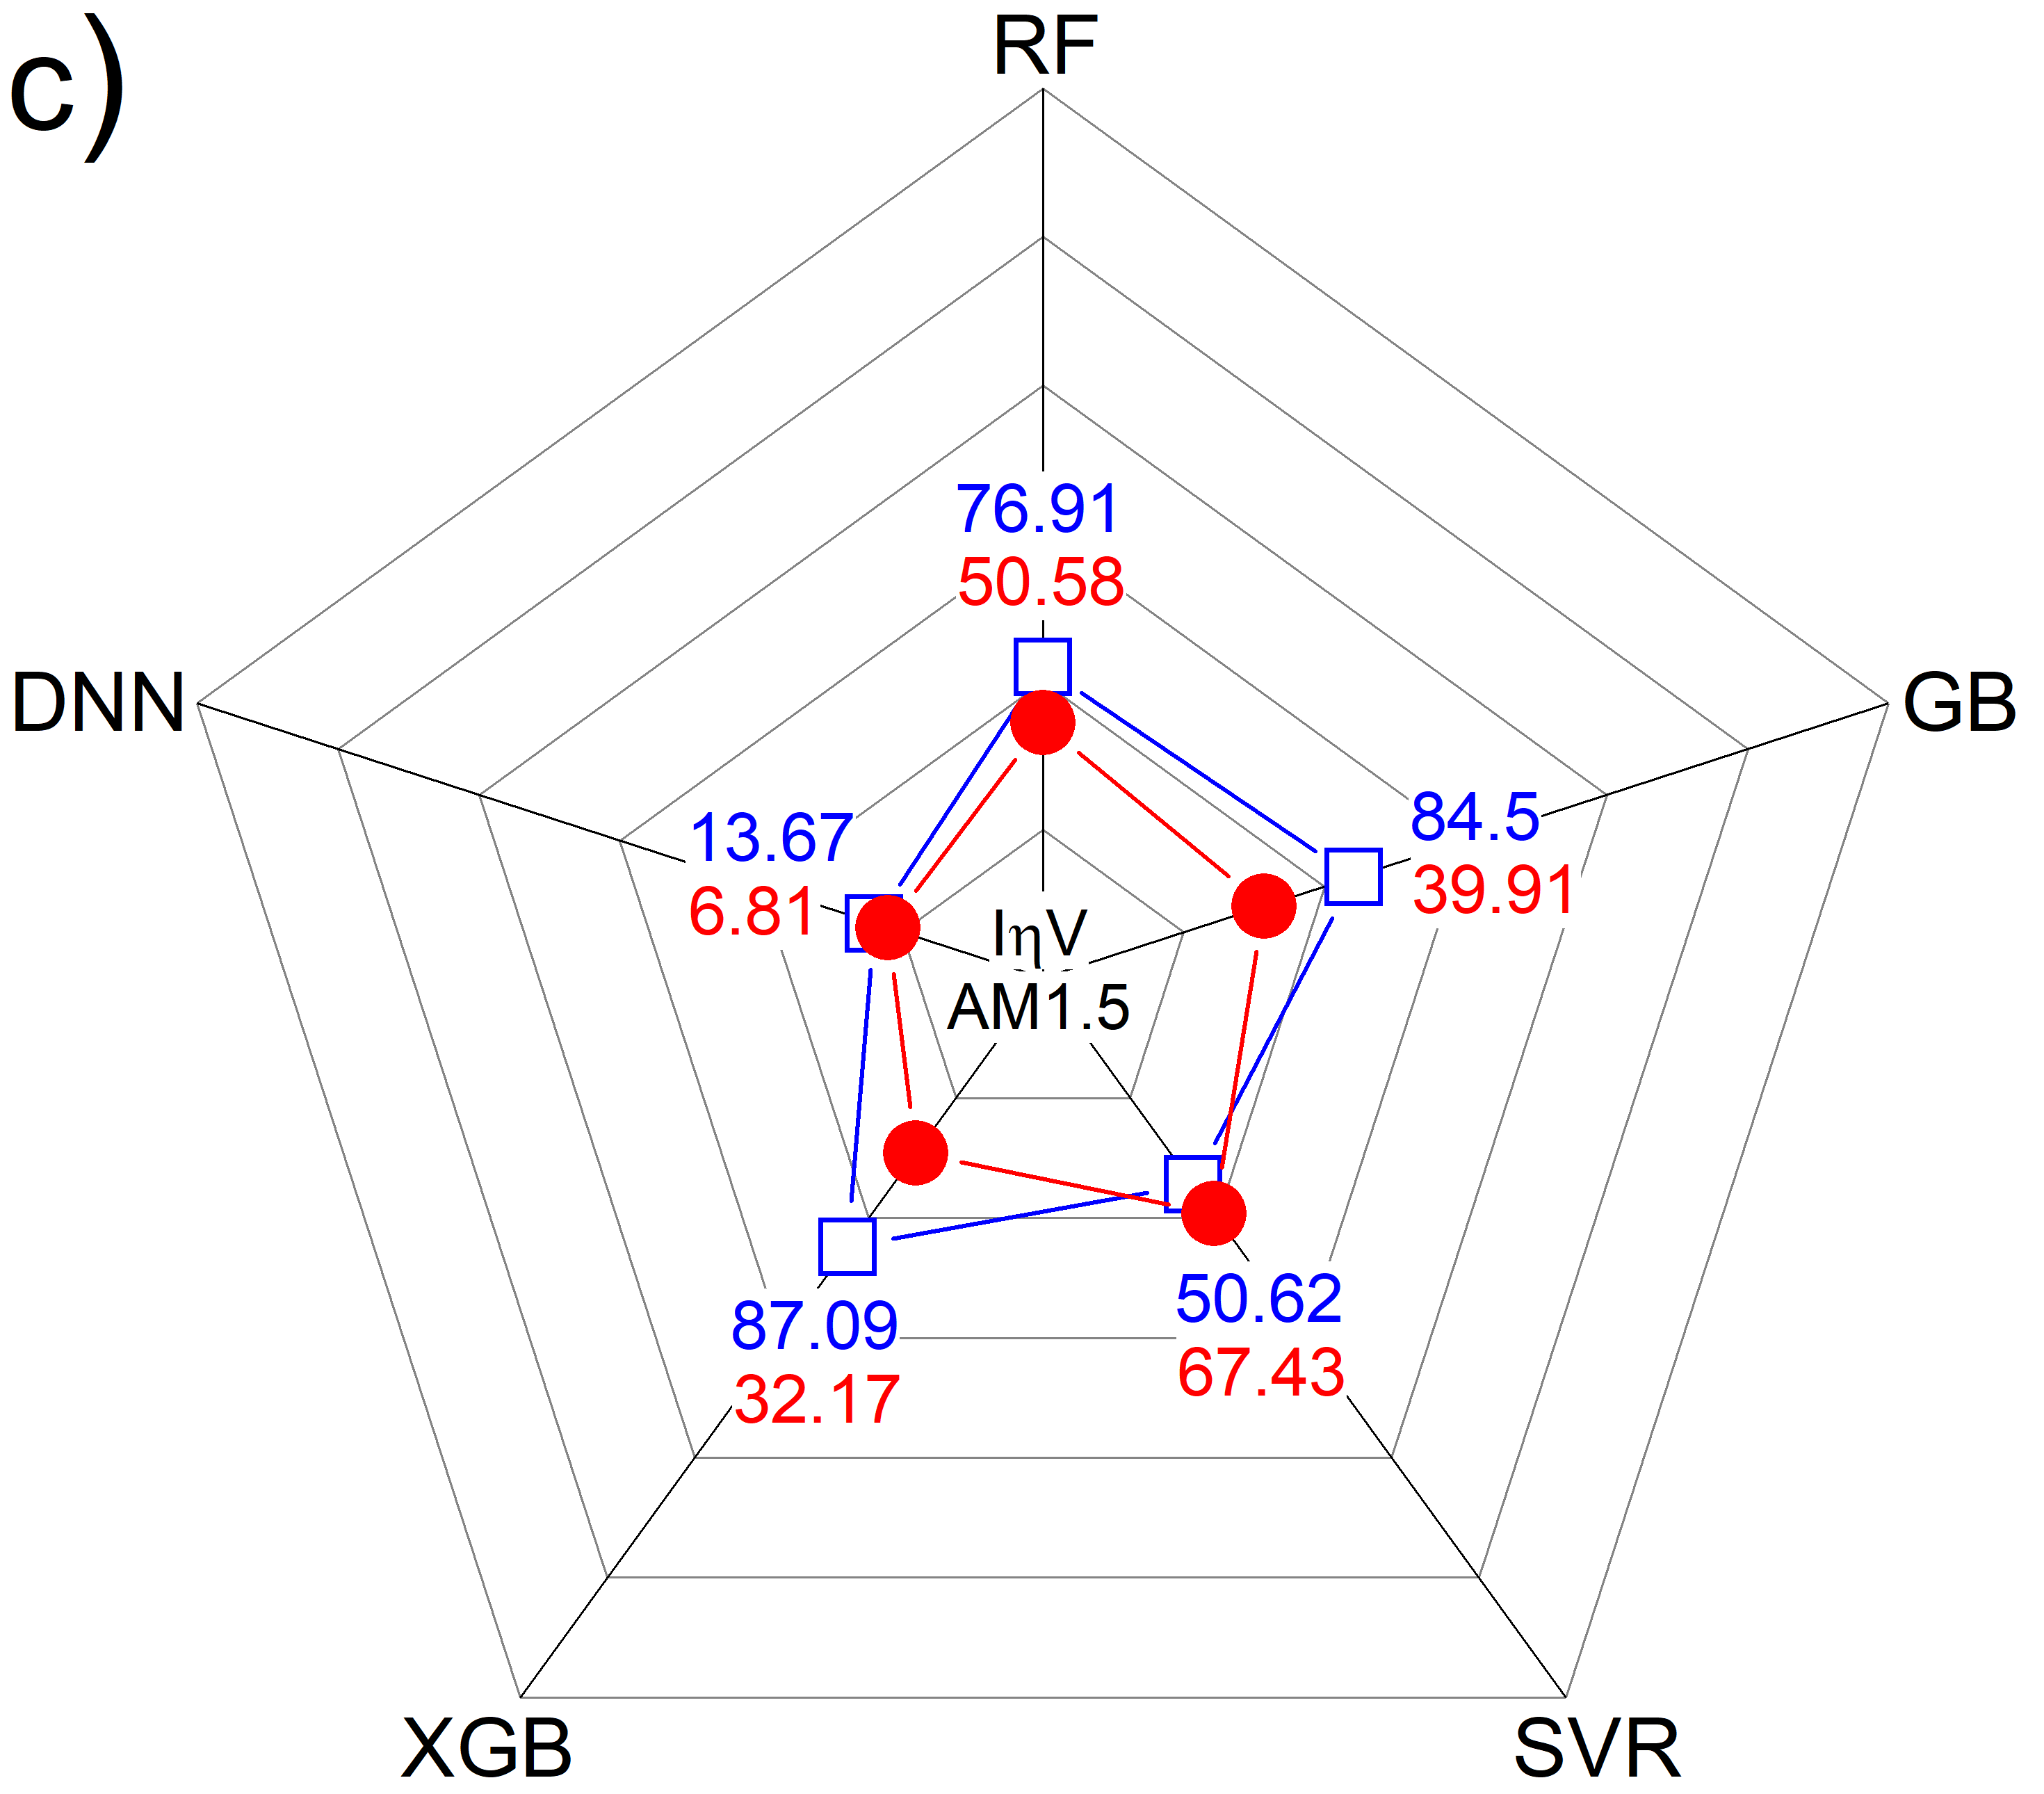 c)
RF
76.91
50.58
DNN
GB
13.67
6.81
84.5
39.91
IηV
AM1.5
87.09
32.17
50.62
67.43
XGB
SVR